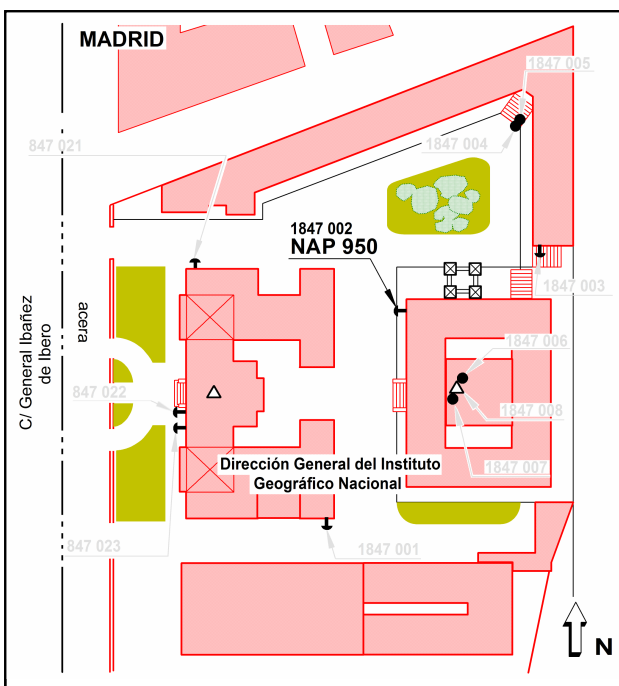 MADRID
1847 005
847 021
1847 004
1847 002
NAP 950
1847 003
C/ General Ibañez
de Ibero
acera
1847 006
847 022
1847 008
Dirección General del Instituto
Geográfico Nacional
1847 007
847 023
1847 001
N